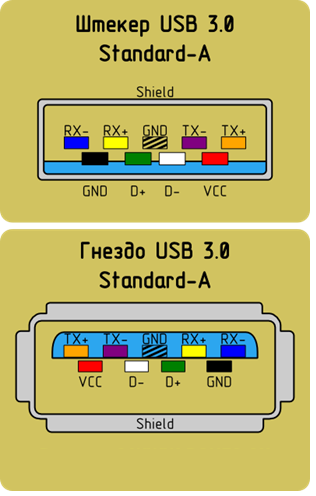 Штекер USB 3.0
Standard-A
Shield
RX- RX+ GND TX- TX+
GND D+ D- VCC
Гнездо USB 3.0
Standard-A
TX+ TX- GND RX+ RX-
VCC D- D+ GND
Shield